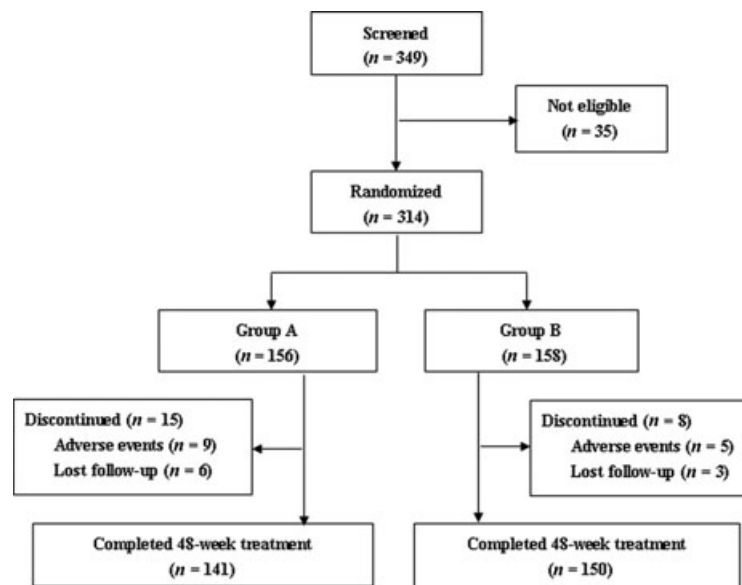 Screened
(n = 349)
Not eligible
(n = 35)
Randomized
(n = 314)
Group A
(n = 156)
Group B
(n = 158)
Discontinued (n = 15)
Adverse events (n = 9)
Lost follow-up (n = 6)
Discontinued (n = 8)
Adverse events (n = 5)
Lost follow-up (n = 3)
Completed 48-week treatment
(n = 141)
Completed 48-week treatment
(n = 150)